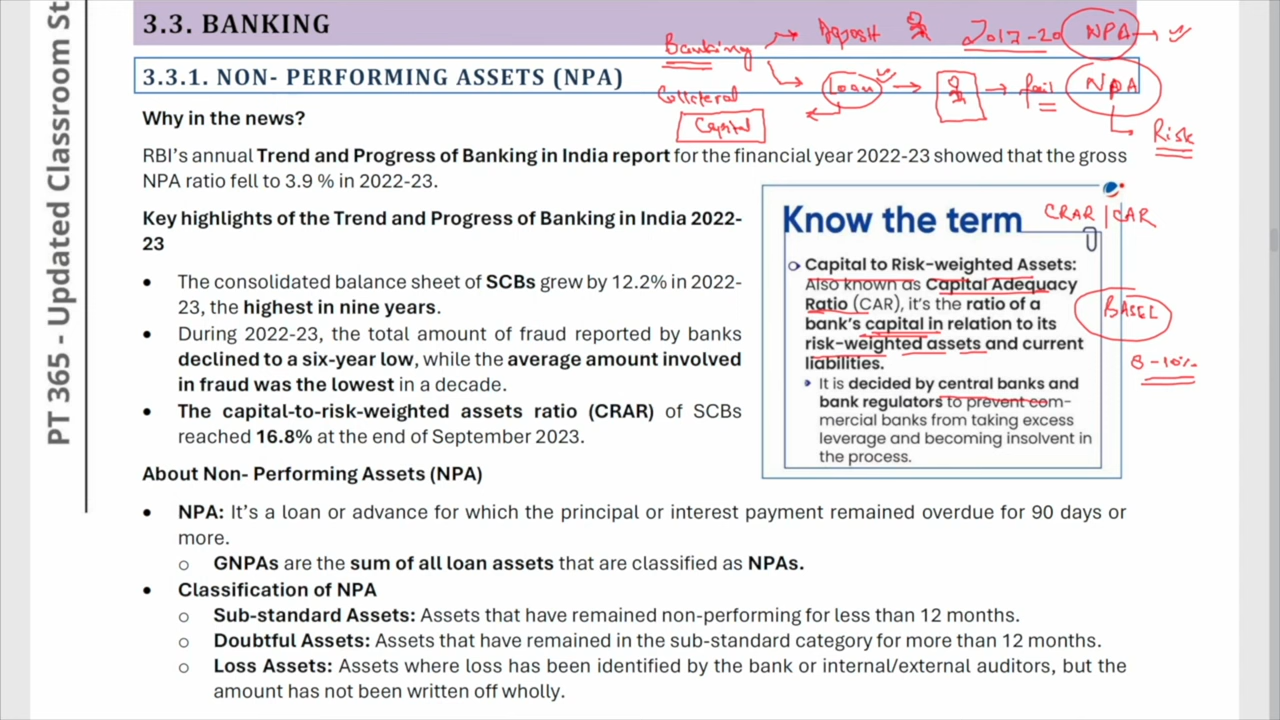 PT 365 - Updated Classroom St
3.3. BANKING
Banking
Deposit
2017-20
NPA
3.3.1. NON- PERFORMING ASSETS (NPA)
Loan
fail
NPA
Collateral
Capital
Risk
Why in the news?
RBI's annual Trend and Progress of Banking in India report for the financial year 2022-23 showed that the gross
NPA ratio fell to 3.9 % in 2022-23.
Key highlights of the Trend and Progress of Banking in India 2022-
23
• The consolidated balance sheet of SCBs grew by 12.2% in 2022-
23, the highest in nine years.
• During 2022-23, the total amount of fraud reported by banks
declined to a six-year low, while the average amount involved
in fraud was the lowest in a decade.
• The capital-to-risk-weighted assets ratio (CRAR) of SCBs
reached 16.8% at the end of September 2023.
Know the term
CRAR | CAR
Capital to Risk-weighted Assets:
Also known as Capital Adequacy
Ratio (CAR), it's the ratio of a
bank's capital in relation to its
risk-weighted assets and current
liabilities.
• It is decided by central banks and
bank regulators to prevent com-
mercial banks from taking excess
leverage and becoming insolvent in
the process.
BASEL
8-10%
About Non- Performing Assets (NPA)
• NPA: It's a loan or advance for which the principal or interest payment remained overdue for 90 days or
more.
o GNPAs are the sum of all loan assets that are classified as NPAs.
• Classification of NPA
o Sub-standard Assets: Assets that have remained non-performing for less than 12 months.
o Doubtful Assets: Assets that have remained in the sub-standard category for more than 12 months.
o Loss Assets: Assets where loss has been identified by the bank or internal/external auditors, but the
amount has not been written off wholly.